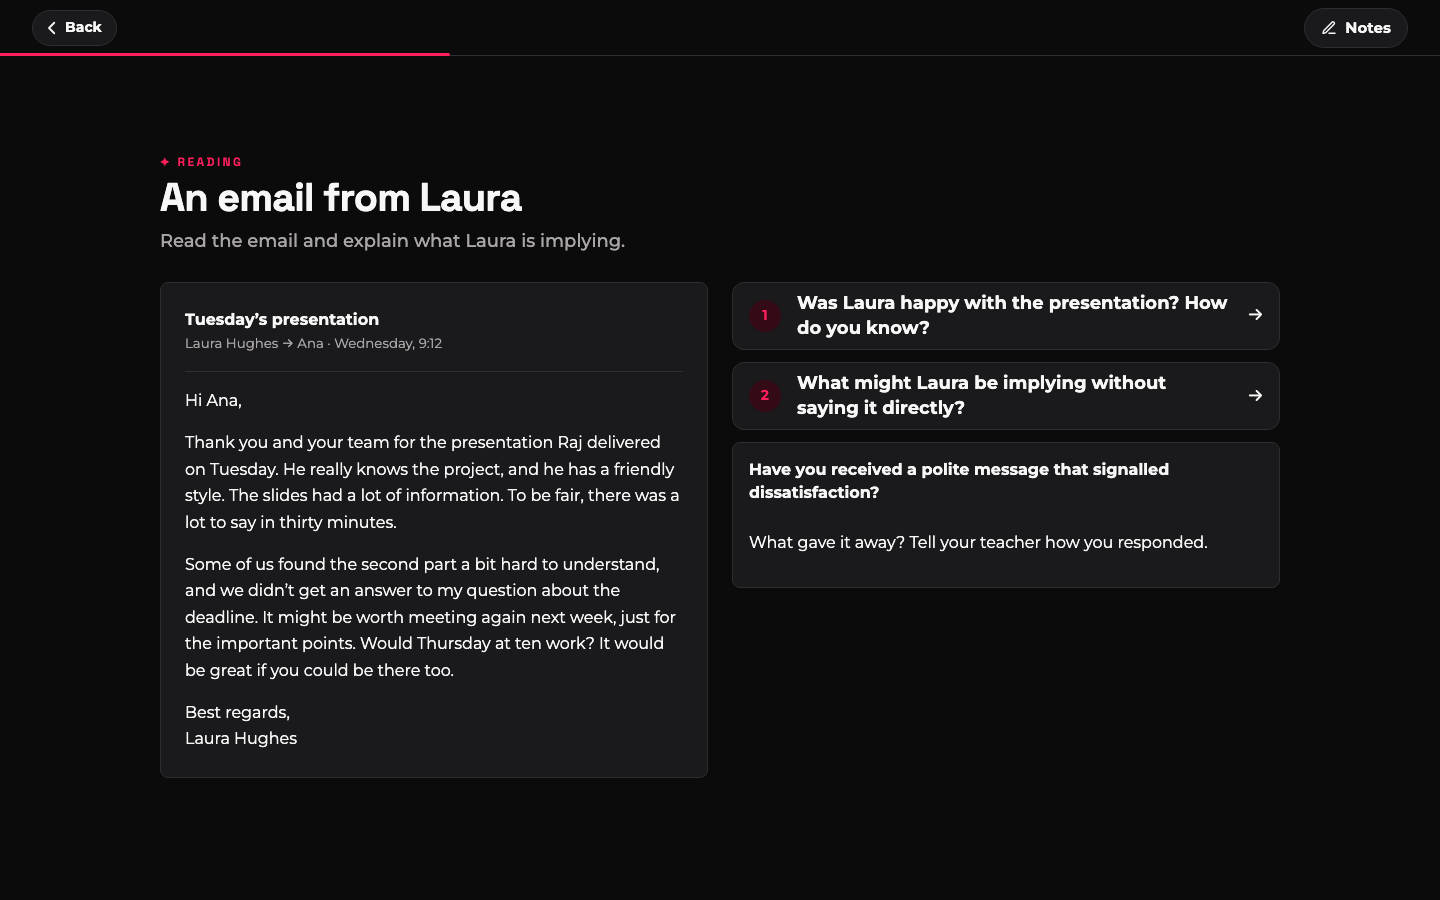 Back
Notes
READING
An email from Laura
Read the email and explain what Laura is implying.
Tuesday’s presentation
Laura Hughes → Ana · Wednesday, 9:12
Hi Ana,
Thank you and your team for the presentation Raj delivered
on Tuesday. He really knows the project, and he has a friendly
style. The slides had a lot of information. To be fair, there was a
lot to say in thirty minutes.
Some of us found the second part a bit hard to understand,
and we didn’t get an answer to my question about the
deadline. It might be worth meeting again next week, just for
the important points. Would Thursday at ten work? It would
be great if you could be there too.
Best regards,
Laura Hughes
1
Was Laura happy with the presentation? How
do you know?
2
What might Laura be implying without
saying it directly?
Have you received a polite message that signalled
dissatisfaction?
What gave it away? Tell your teacher how you responded.